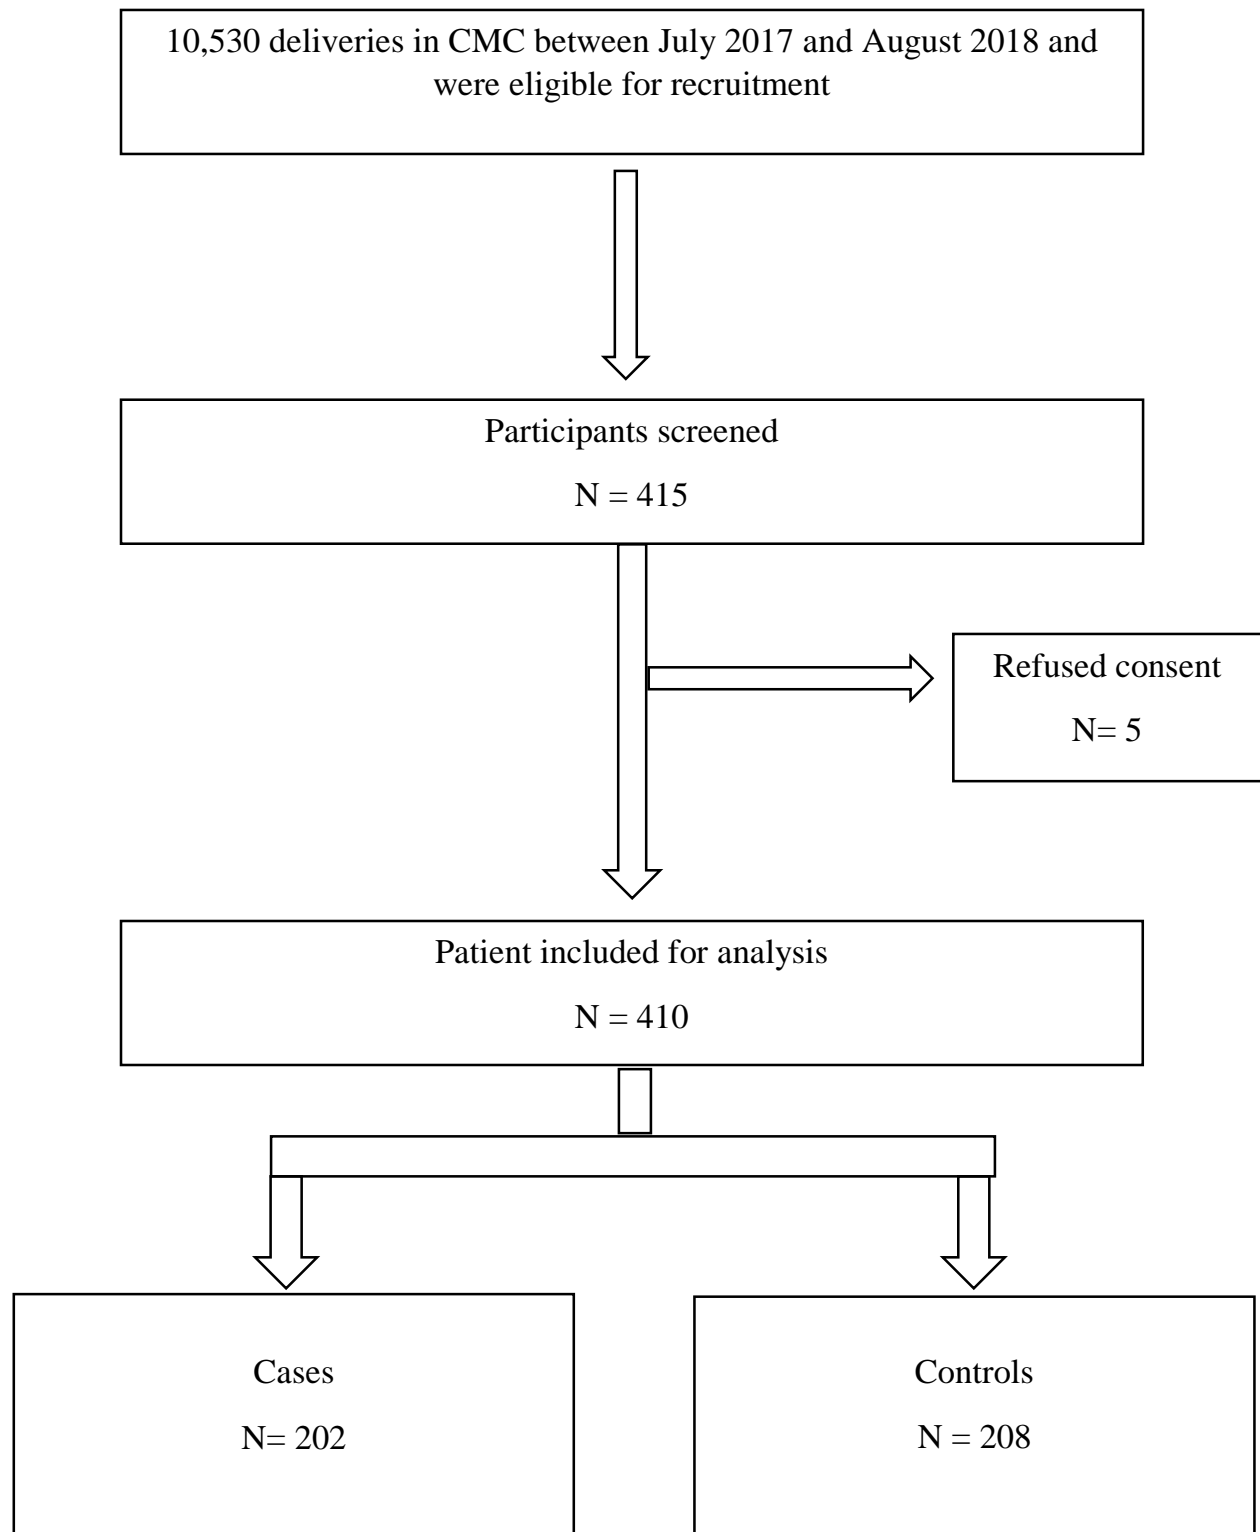 10,530 deliveries in CMC between July 2017 and August 2018 and
were eligible for recruitment
Participants screened
N = 415
Refused consent
N= 5
Patient included for analysis
N = 410
Cases
N= 202
Controls
N = 208